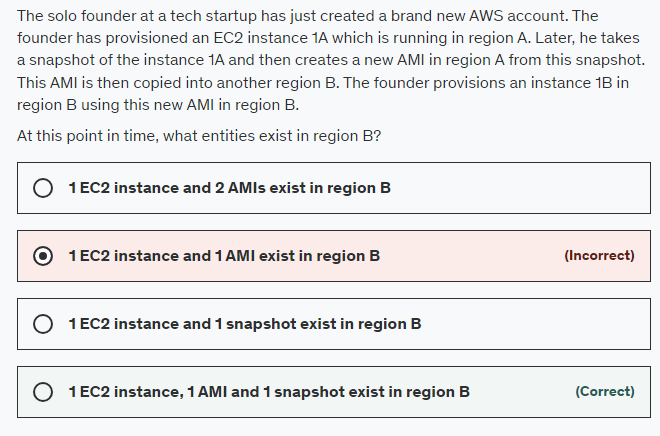 The solo founder at a tech startup has just created a brand new AWS account. The
founder has provisioned an EC2 instance 1A which is running in region A. Later, he takes
a snapshot of the instance 1A and then creates a new AMI in region A from this snapshot.
This AMI is then copied into another region B. The founder provisions an instance 1B in
region B using this new AMI in region B.
At this point in time, what entities exist in region B?
1 EC2 instance and 2 AMIs exist in region B
1 EC2 instance and 1 AMI exist in region B (Incorrect)
1 EC2 instance and 1 snapshot exist in region B
1 EC2 instance, 1 AMI and 1 snapshot exist in region B (Correct)